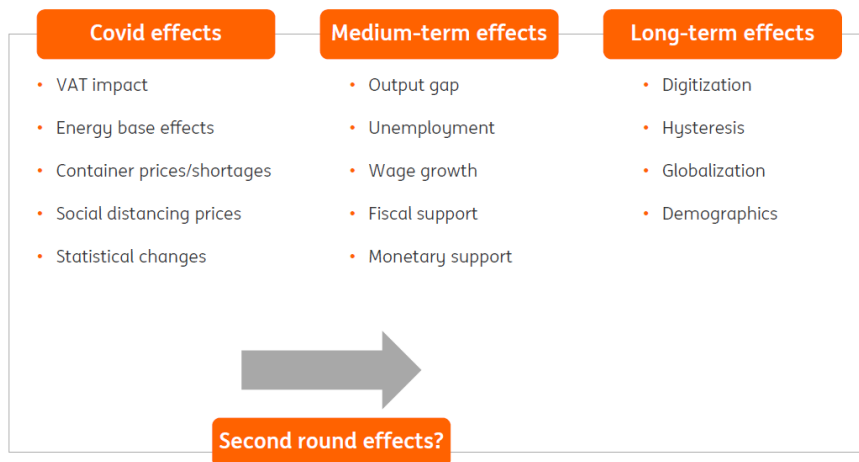 Covid effects
VAT impact
Energy base effects
Container prices/shortages
Social distancing prices
Statistical changes
Medium-term effects
Output gap
Unemployment
Wage growth
Fiscal support
Monetary support
Long-term effects
Digitization
Hysteresis
Globalization
Demographics
Second round effects?